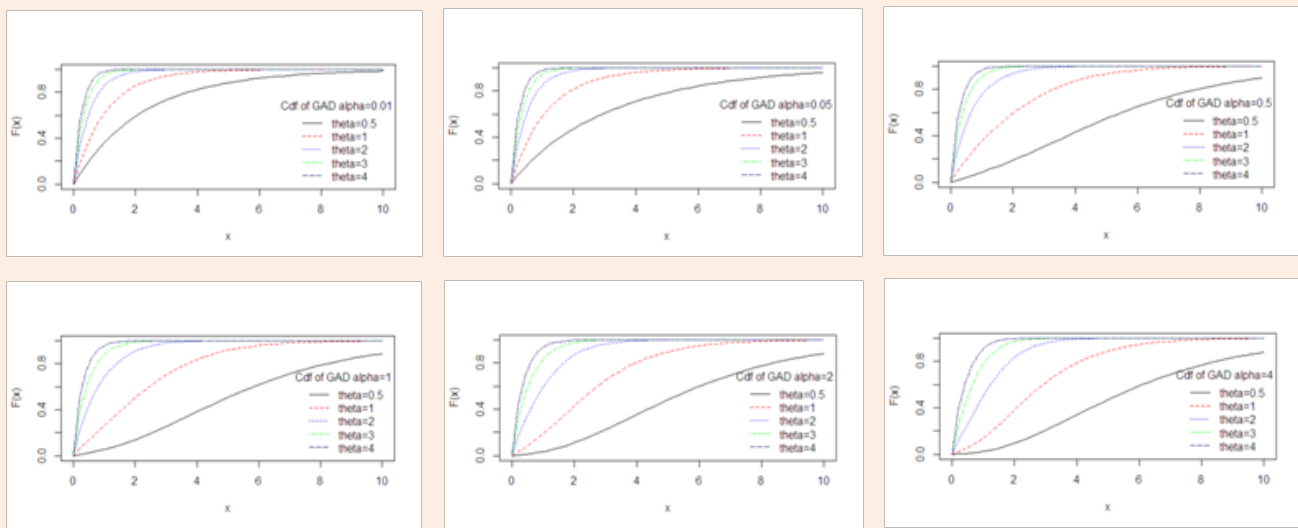 Cdf of GAD alpha=0.01
theta=0.5
theta=1
theta=2
theta=3
theta=4
F(x)
0.0 0.4 0.8
0 2 4 6 8 10
x
Cdf of GAD alpha=0.05
theta=0.5
theta=1
theta=2
theta=3
theta=4
F(x)
0.0 0.4 0.8
0 2 4 6 8 10
x
Cdf of GAD alpha=0.5
theta=0.5
theta=1
theta=2
theta=3
theta=4
F(x)
0.0 0.4 0.8
0 2 4 6 8 10
x
Cdf of GAD alpha=1
theta=0.5
theta=1
theta=2
theta=3
theta=4
F(x)
0.0 0.4 0.8
0 2 4 6 8 10
x
Cdf of GAD alpha=2
theta=0.5
theta=1
theta=2
theta=3
theta=4
F(x)
0.0 0.4 0.8
0 2 4 6 8 10
x
Cdf of GAD alpha=4
theta=0.5
theta=1
theta=2
theta=3
theta=4
F(x)
0.0 0.4 0.8
0 2 4 6 8 10
x